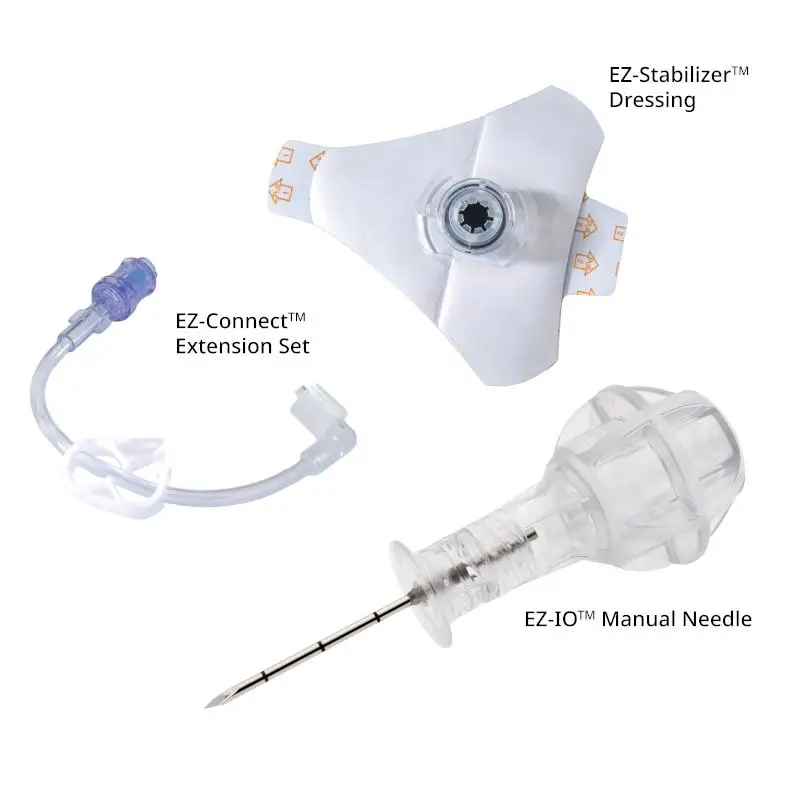 EZ-Stabilizer™
Dressing
EZ-Connect™
Extension Set
EZ-IO™ Manual Needle